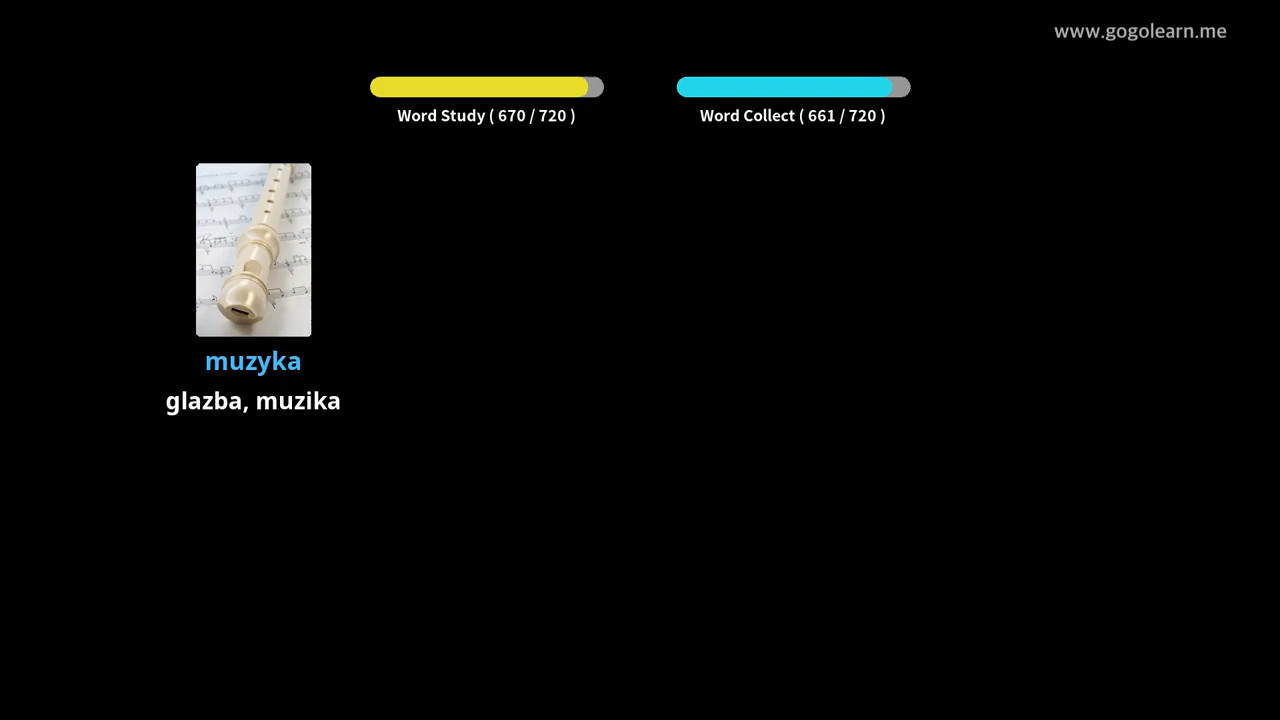 www.gogolearn.me
Word Study ( 670 / 720 )
Word Collect ( 661 / 720 )
muzyka
glazba, muzika